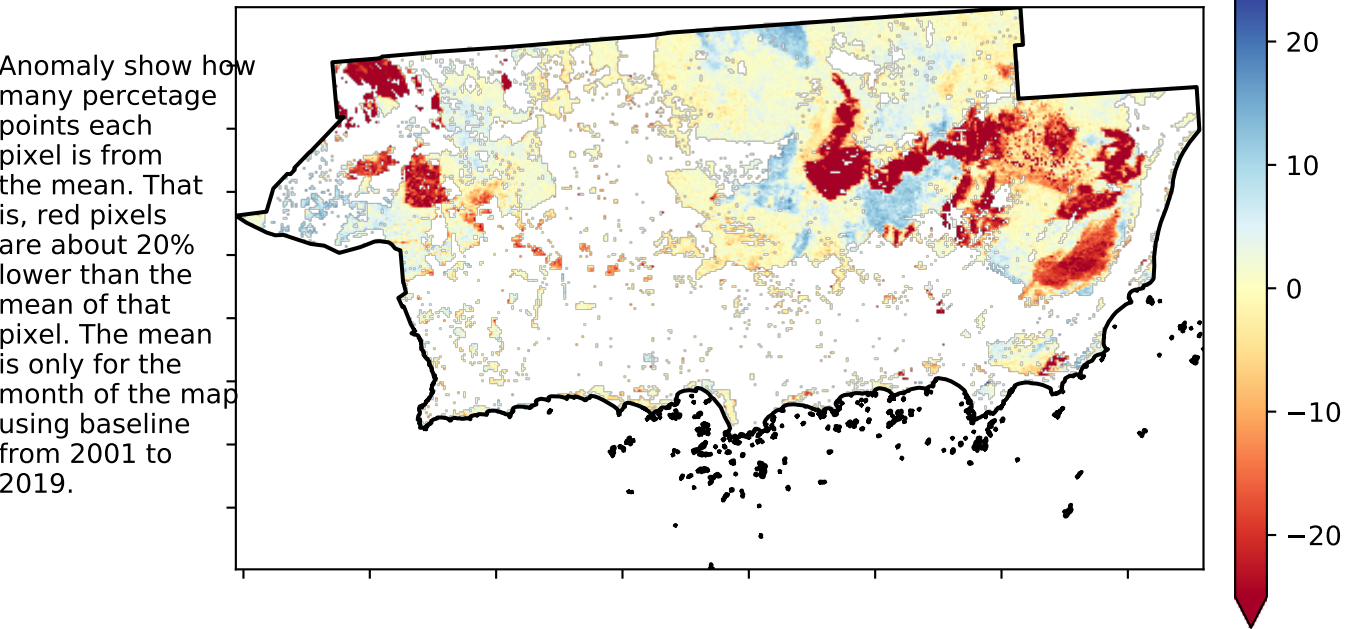 Anomaly show how
many percetage
points each
pixel is from
the mean. That
is, red pixels
are about 20%
lower than the
mean of that
pixel. The mean
is only for the
month of the map
using baseline
from 2001 to
2019.
20
10
0
−10
−20